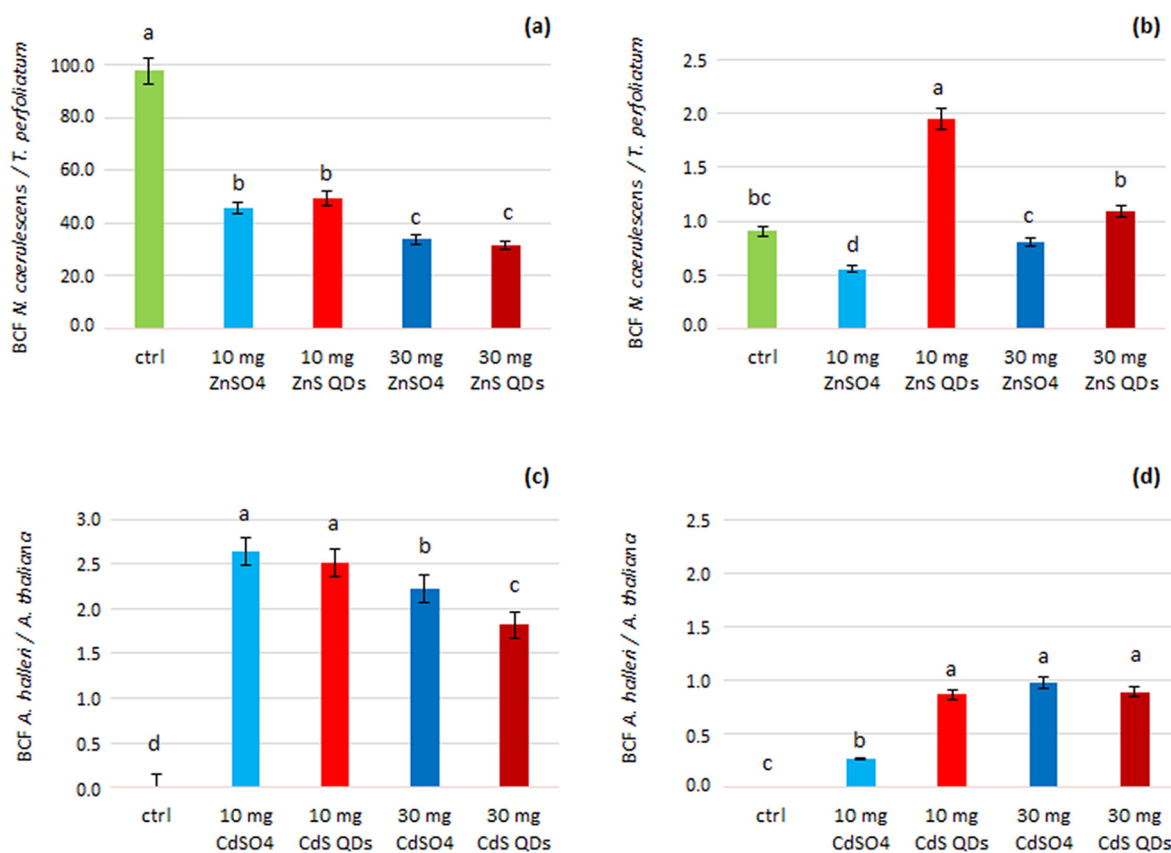 (a)
BCF N. caerulescens / T. perfoliatum
100.0
80.0
60.0
40.0
20.0
0.0
a
b
b
c
c
ctrl
10 mg
ZnSO4
10 mg
ZnS QDs
30 mg
ZnSO4
30 mg
ZnS QDs
(b)
BCF N. caerulescens / T. perfoliatum
2.5
2.0
1.5
1.0
0.5
0.0
bc
d
a
c
b
ctrl
10 mg
ZnSO4
10 mg
ZnS QDs
30 mg
ZnSO4
30 mg
ZnS QDs
(c)
BCF A. halleri / A. thaliana
3.0
2.5
2.0
1.5
1.0
0.5
0.0
d
a
a
b
c
ctrl
10 mg
CdSO4
10 mg
CdS QDs
30 mg
CdSO4
30 mg
CdS QDs
(d)
BCF A. halleri / A. thaliana
2.5
2.0
1.5
1.0
0.5
0.0
c
b
a
a
a
ctrl
10 mg
CdSO4
10 mg
CdS QDs
30 mg
CdSO4
30 mg
CdS QDs